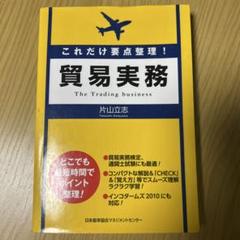 これだけ要点整理！
貿易実務
The Trading business
片山立志
Tateshi Katayama
どこでも
最短時間で
ポイント
整理！
●貿易実務検定、
通関士試験にも最適！
●コンパクトな解説&「CHECK」
&「覚え方」等でスムーズ理解
ラクラク学習！
●インコタームズ2010にも
対応！
日本能率協会マネジメントセンター